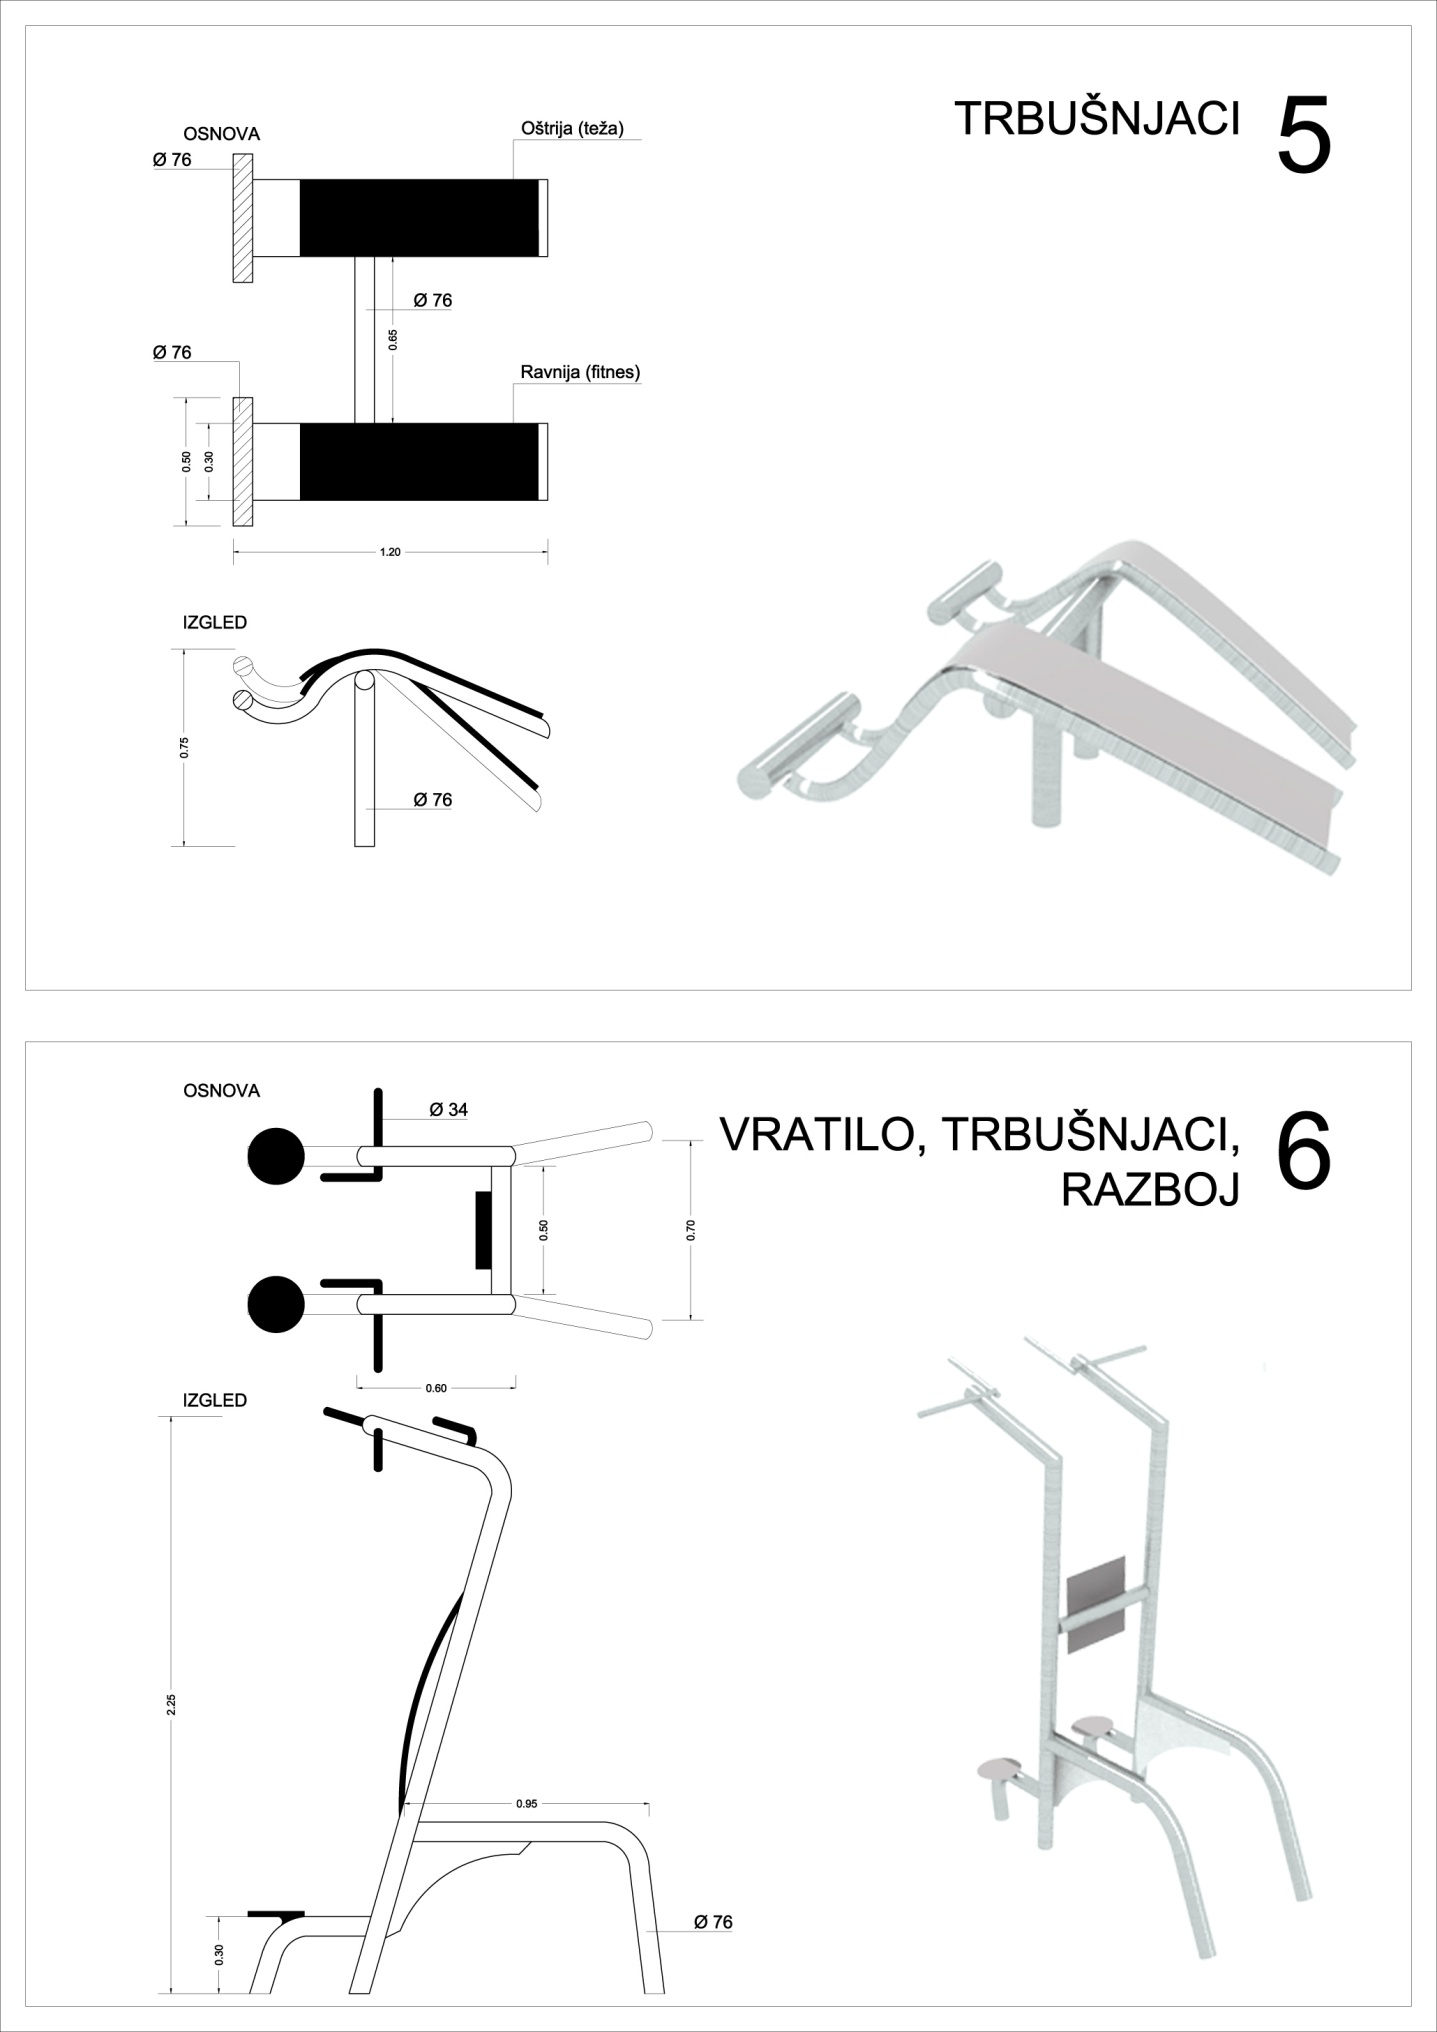 TRBUŠNJACI 5
OSNOVA
Oštrija (teža)
Ø 76
Ø 76
0.65
Ø 76
Ravnija (fitnes)
0.50
0.30
1.20
IZGLED
0.75
Ø 76
VRATILO, TRBUŠNJACI, 6
RAZBOJ
OSNOVA
Ø 34
0.50
0.70
0.60
IZGLED
2.25
0.95
Ø 76
0.30